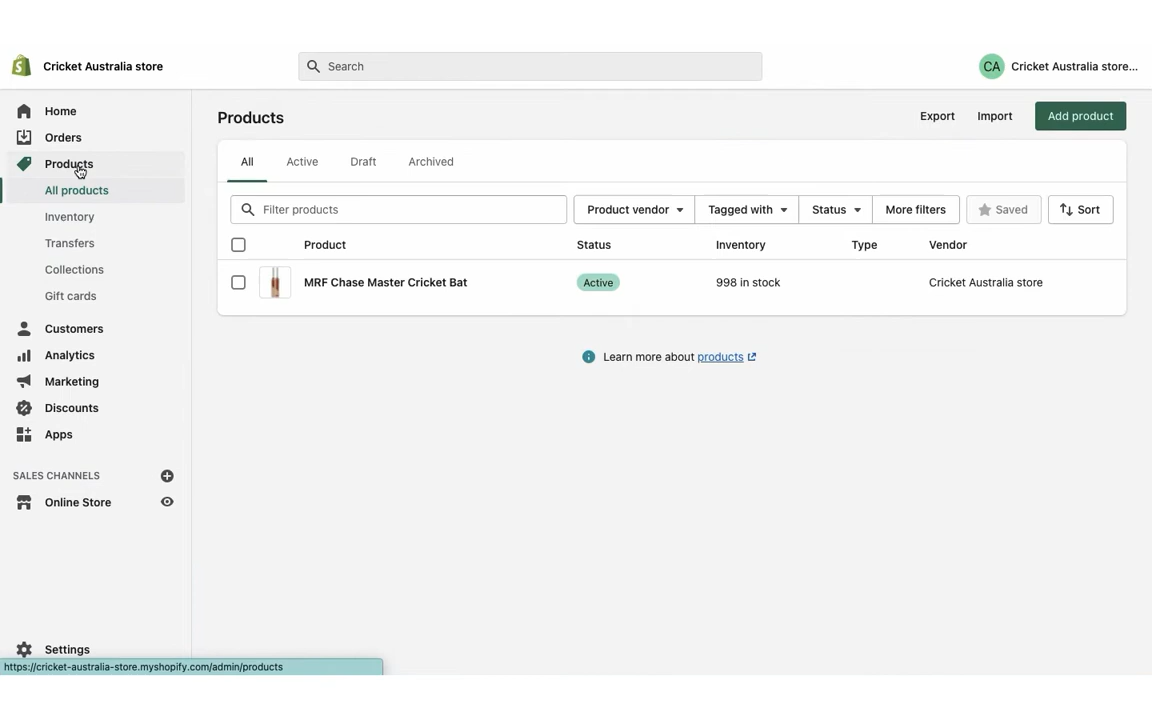 Cricket Australia store
Search
CA
Cricket Australia store...
Home
Orders
Products
All products
Inventory
Transfers
Collections
Gift cards
Customers
Analytics
Marketing
Discounts
Apps
SALES CHANNELS
Online Store
Settings
https://cricket-australia-store.myshopify.com/admin/products
Products
Export
Import
Add product
All
Active
Draft
Archived
Filter products
Product vendor
Tagged with
Status
More filters
Saved
Sort
Product Status Inventory Type Vendor
MRF Chase Master Cricket Bat Active 998 in stock Cricket Australia store
Learn more about products